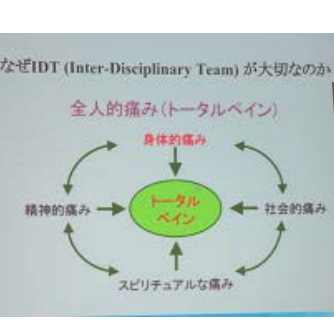 なぜIDT (Inter-Disciplinary Team) が大切なのか
全人的痛み(トータルペイン)
身体的痛み
精神的痛み
トータル
ペイン
社会的痛み
スピリチュアルな痛み